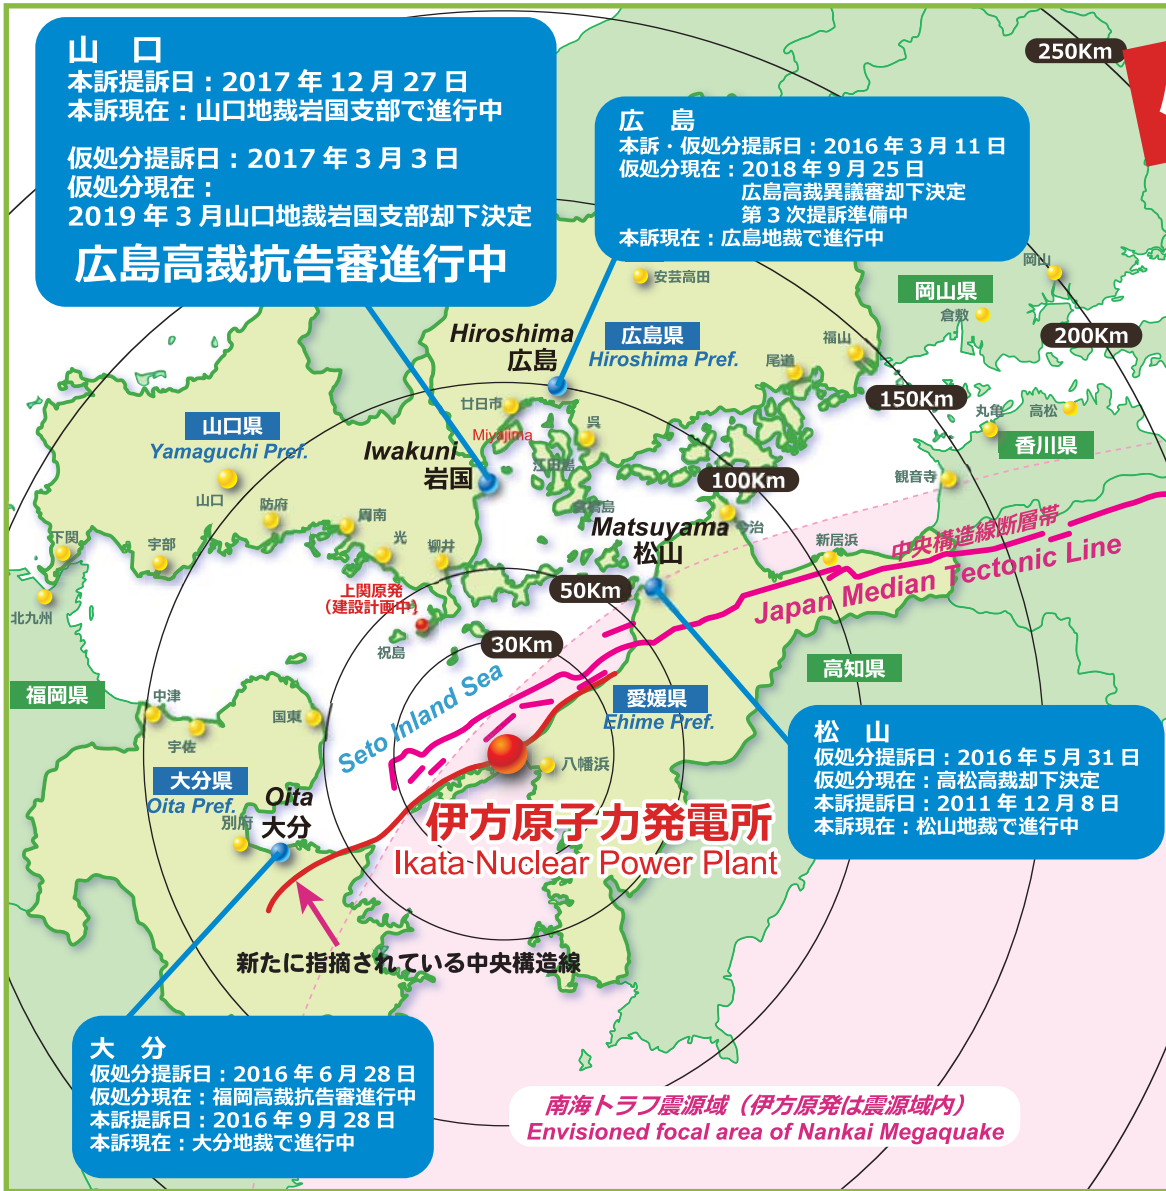 山 口
本訴提訴日：2017年12月27日
本訴現在：山口地裁岩国支部で進行中
仮処分提訴日：2017年3月3日
仮処分現在：
2019年3月山口地裁岩国支部却下決定
広島高裁抗告審進行中
広 島
本訴・仮処分提訴日：2016年3月11日
仮処分現在：2018年9月25日
広島高裁異議審却下決定
第3次提訴準備中
本訴現在：広島地裁で進行中
250Km
岡山
安芸高田
岡山県
倉敷
Hiroshima
広島
広島県
Hiroshima Pref.
福山
200Km
尾道
150Km
廿日市
丸亀
高松
山口県
Yamaguchi Pref.
Miyajima
呉
香川県
Iwakuni
岩国
江田島
100Km
観音寺
山口
防府
周南
Matsuyama
松山
今治
中央構造線断層帯
下関
宇部
光
柳井
新居浜
Japan Median Tectonic Line
上関原発
（建設計画中）
50Km
北九州
祝島
30Km
高知県
福岡県
中津
国東
Seto Inland Sea
愛媛県
Ehime Pref.
宇佐
八幡浜
大分県
Oita Pref.
Oita
大分
別府
伊方原子力発電所
Ikata Nuclear Power Plant
松 山
仮処分提訴日：2016年5月31日
仮処分現在：高松高裁却下決定
本訴提訴日：2011年12月8日
本訴現在：松山地裁で進行中
新たに指摘されている中央構造線
大 分
仮処分提訴日：2016年6月28日
仮処分現在：福岡高裁抗告審進行中
本訴提訴日：2016年9月28日
本訴現在：大分地裁で進行中
南海トラフ震源域（伊方原発は震源域内）
Envisioned focal area of Nankai Megaquake